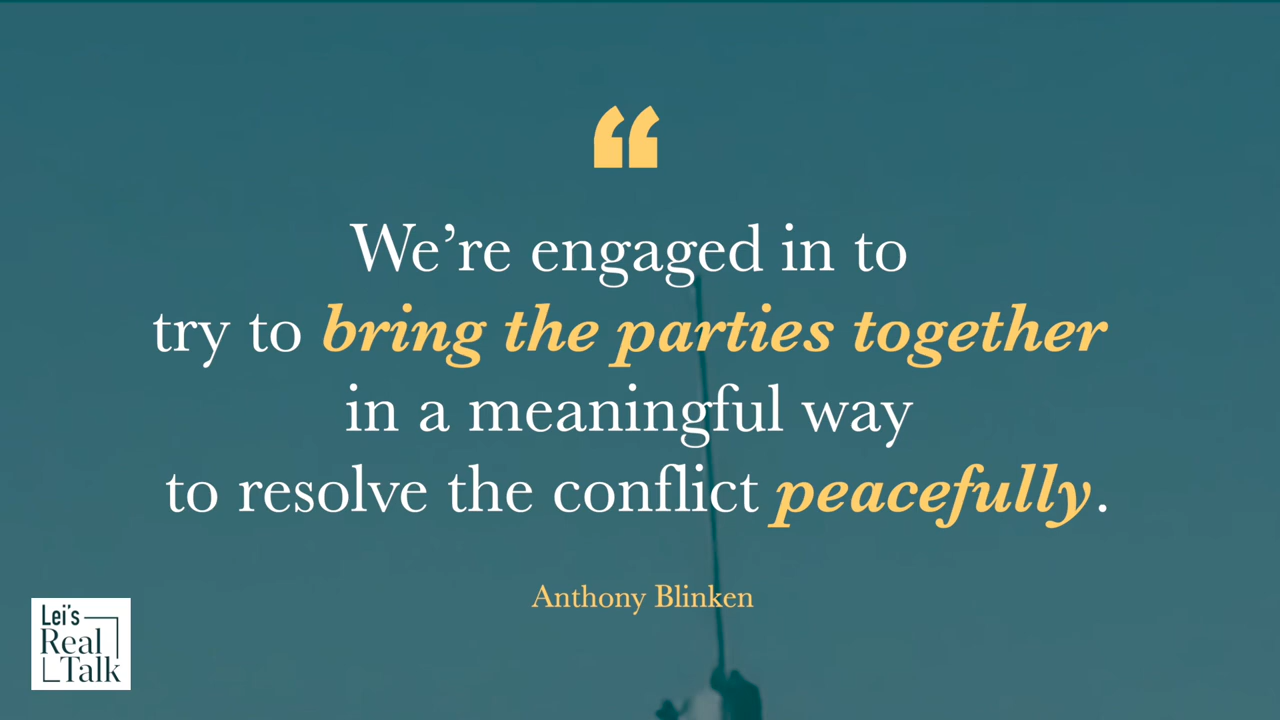 “
We’re engaged in to
try to bring the parties together
in a meaningful way
to resolve the conflict peacefully.
Anthony Blinken
Lei's
Real
Talk